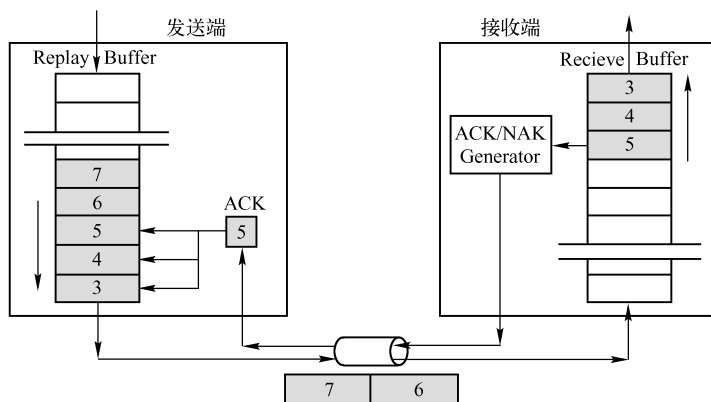 发送端
Replay Buffer
7
6
5
4
3
ACK
5
接收端
Recieve Buffer
3
4
5
ACK/NAK
Generator
7 6